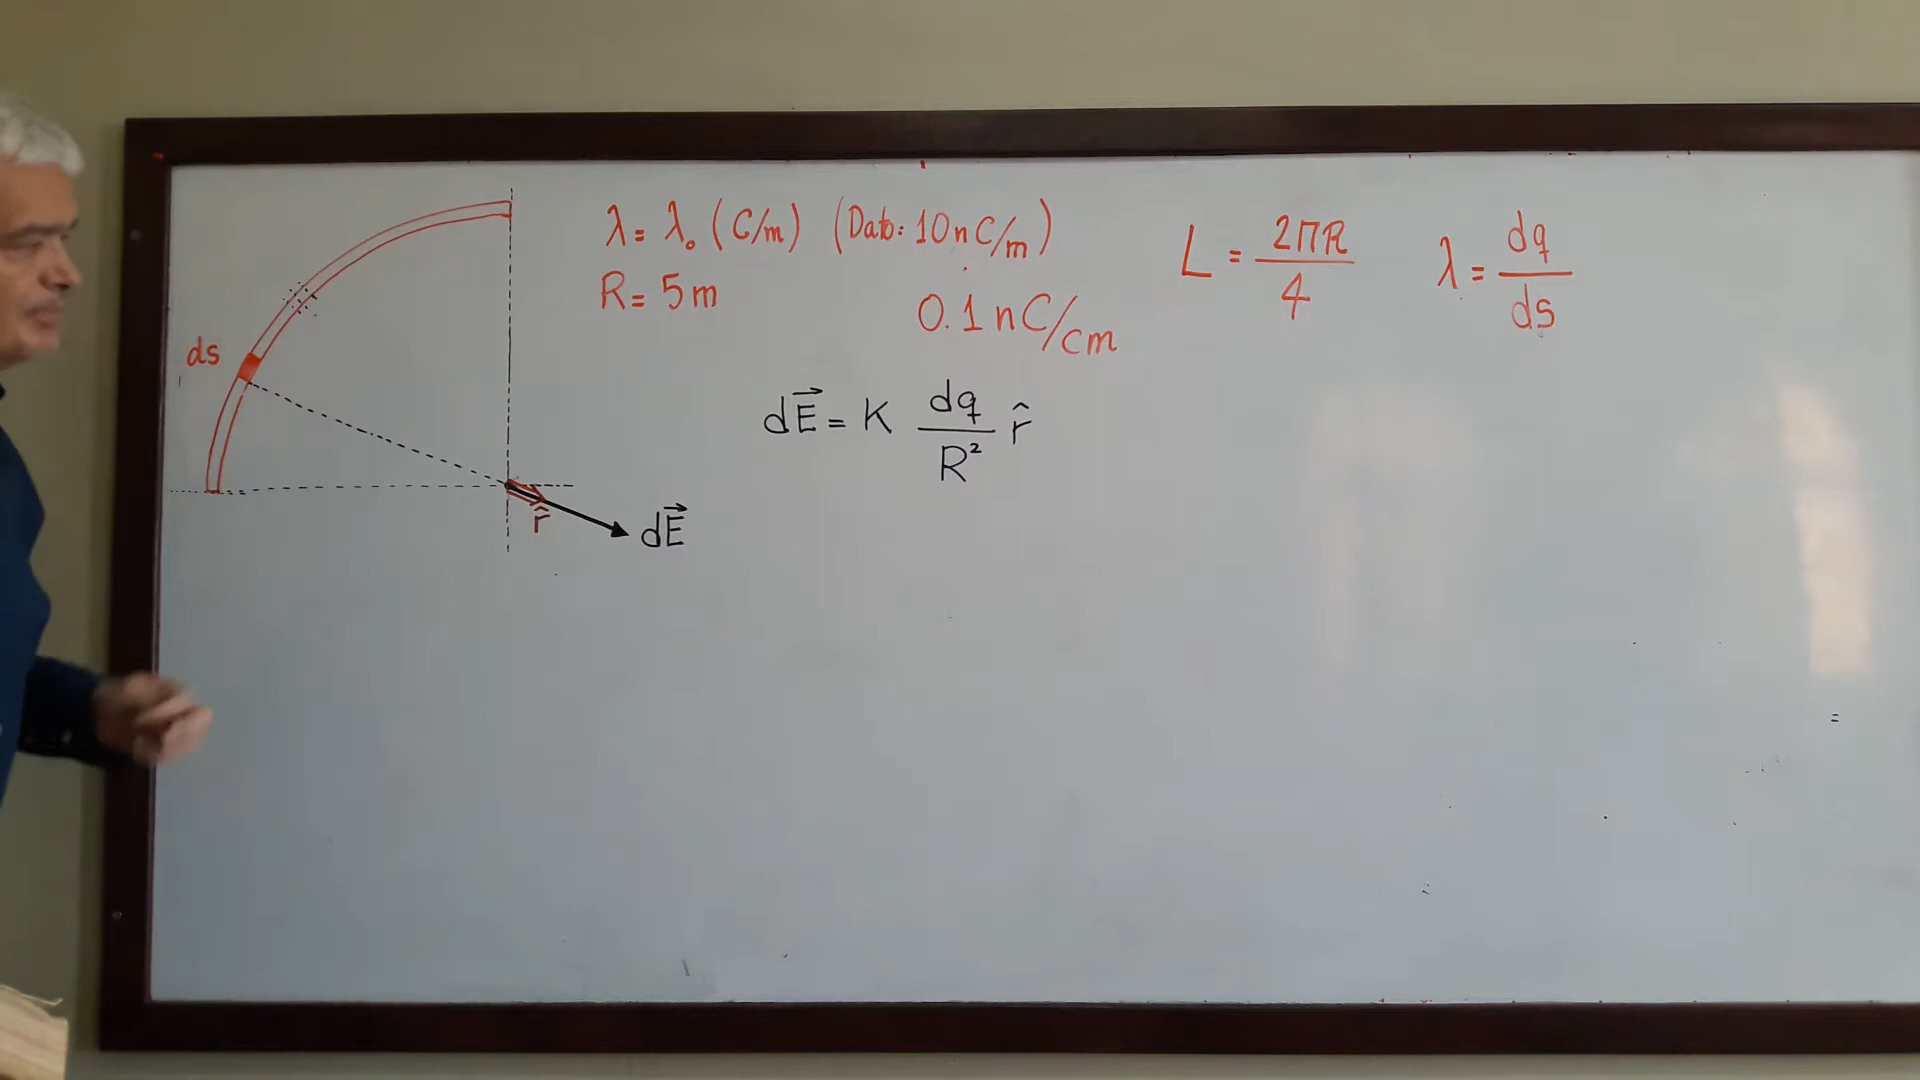 λ = λ₀ (C/m) (Dato: 10 nC/m)
R = 5 m
0.1 nC/cm
L = 2ΠR/4
λ = dq/ds
ds
dE⃗ = K dq/R² r̂
r̂
dE⃗